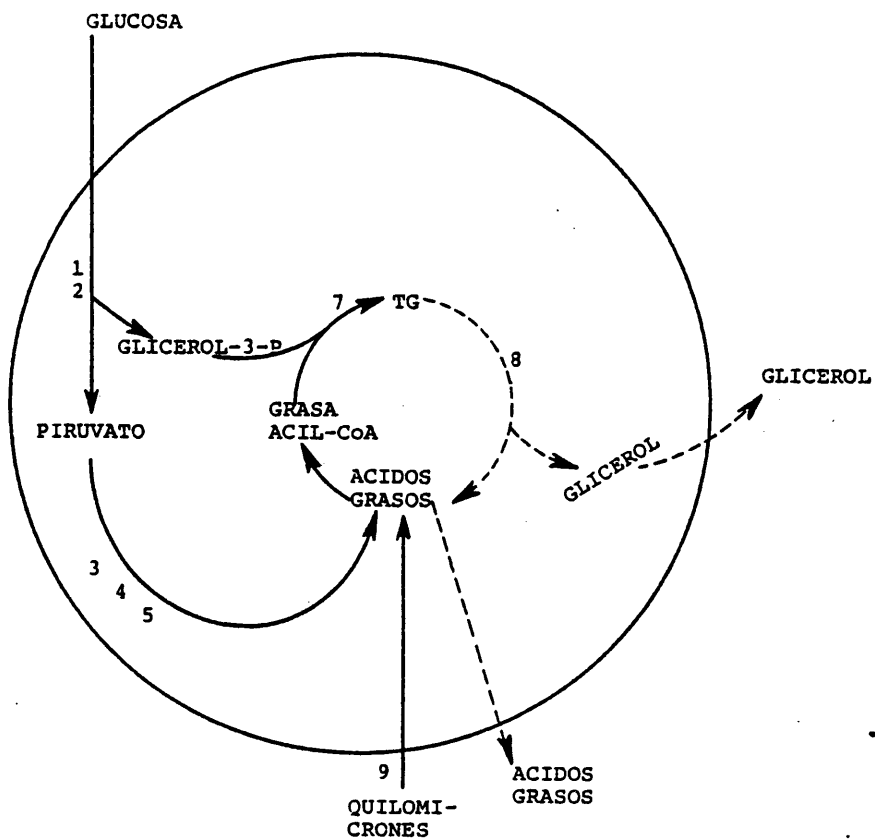 GLUCOSA
1
2
7
TG
GLICEROL-3-P
8
GLICEROL
GRASA
ACIL-CoA
PIRUVATO
GLICEROL
ACIDOS
GRASOS
3
4
5
9
ACIDOS
GRASOS
QUILOMI-
CRONES